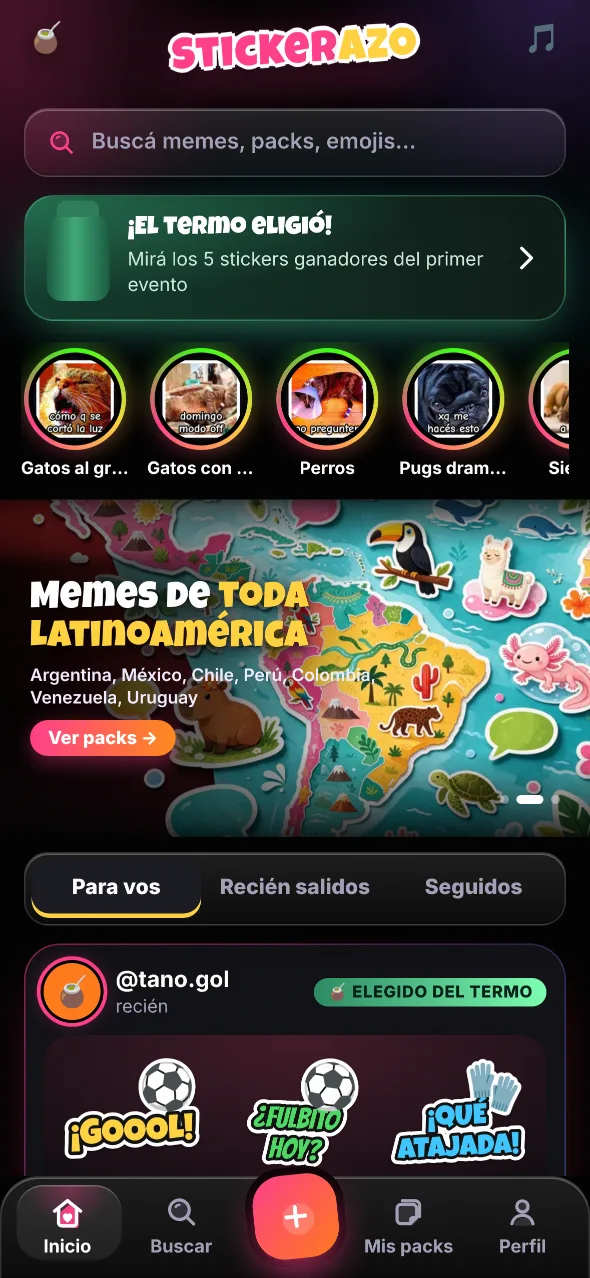 STICKERAZO
Buscá memes, packs, emojis...
¡EL TERMO ELIGIÓ!
Mirá los 5 stickers ganadores del primer
evento
cómo q se
cortó la luz
domingo
modo off
no pregunten
xq me
hacés esto
Gatos al gr...
Gatos con ...
Perros
Pugs dram...
Sie
Memes de TODA
LATINOAMÉRICA
Argentina, México, Chile, Perú, Colombia,
Venezuela, Uruguay
Ver packs →
Para vos
Recién salidos
Seguidos
@tano.gol
recién
ELEGIDO DEL TERMO
¡GOOOL!
¿FULBITO
HOY?
¡QUÉ
ATAJADA!
Inicio
Buscar
Mis packs
Perfil